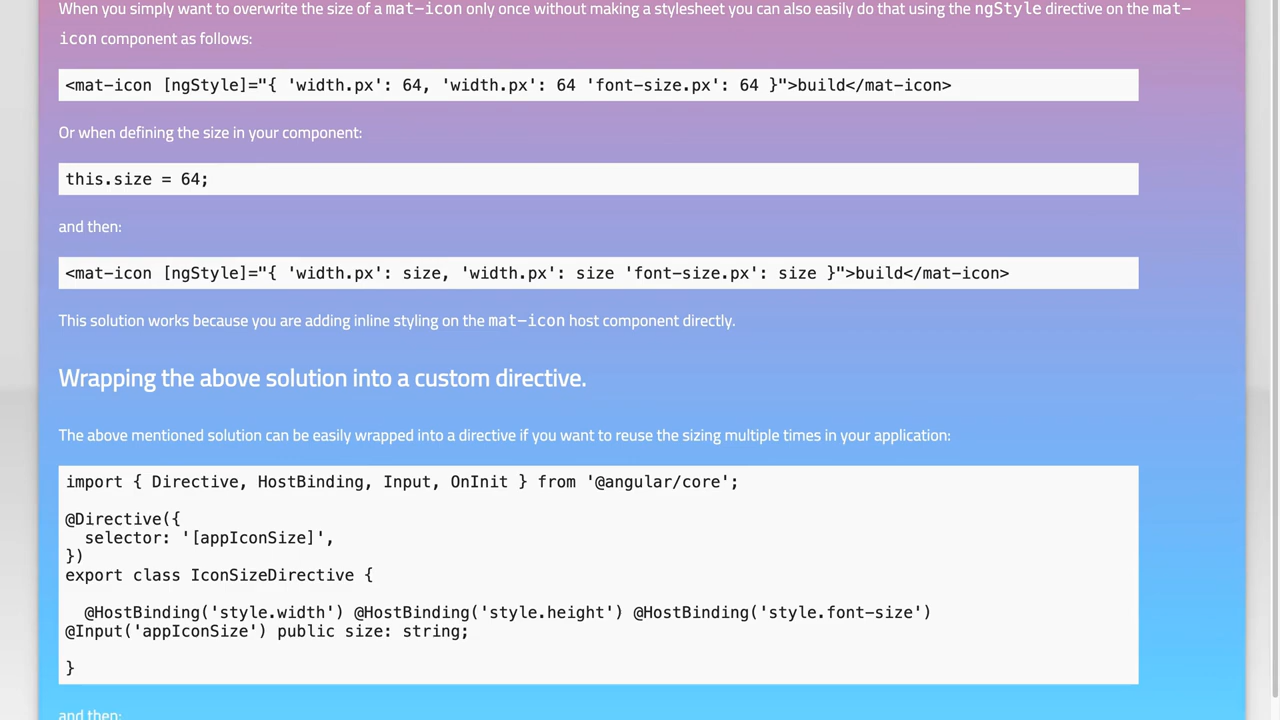 When you simply want to overwrite the size of a mat-icon only once without making a stylesheet you can also easily do that using the ngStyle directive on the mat-
icon component as follows:
<mat-icon [ngStyle]="{ 'width.px': 64, 'width.px': 64 'font-size.px': 64 }">build</mat-icon>
Or when defining the size in your component:
this.size = 64;
and then:
<mat-icon [ngStyle]="{ 'width.px': size, 'width.px': size 'font-size.px': size }">build</mat-icon>
This solution works because you are adding inline styling on the mat-icon host component directly.
Wrapping the above solution into a custom directive.
The above mentioned solution can be easily wrapped into a directive if you want to reuse the sizing multiple times in your application:
import { Directive, HostBinding, Input, OnInit } from '@angular/core';
@Directive({
  selector: '[appIconSize]',
})
export class IconSizeDirective {
  @HostBinding('style.width') @HostBinding('style.height') @HostBinding('style.font-size')
@Input('appIconSize') public size: string;
}
and then: